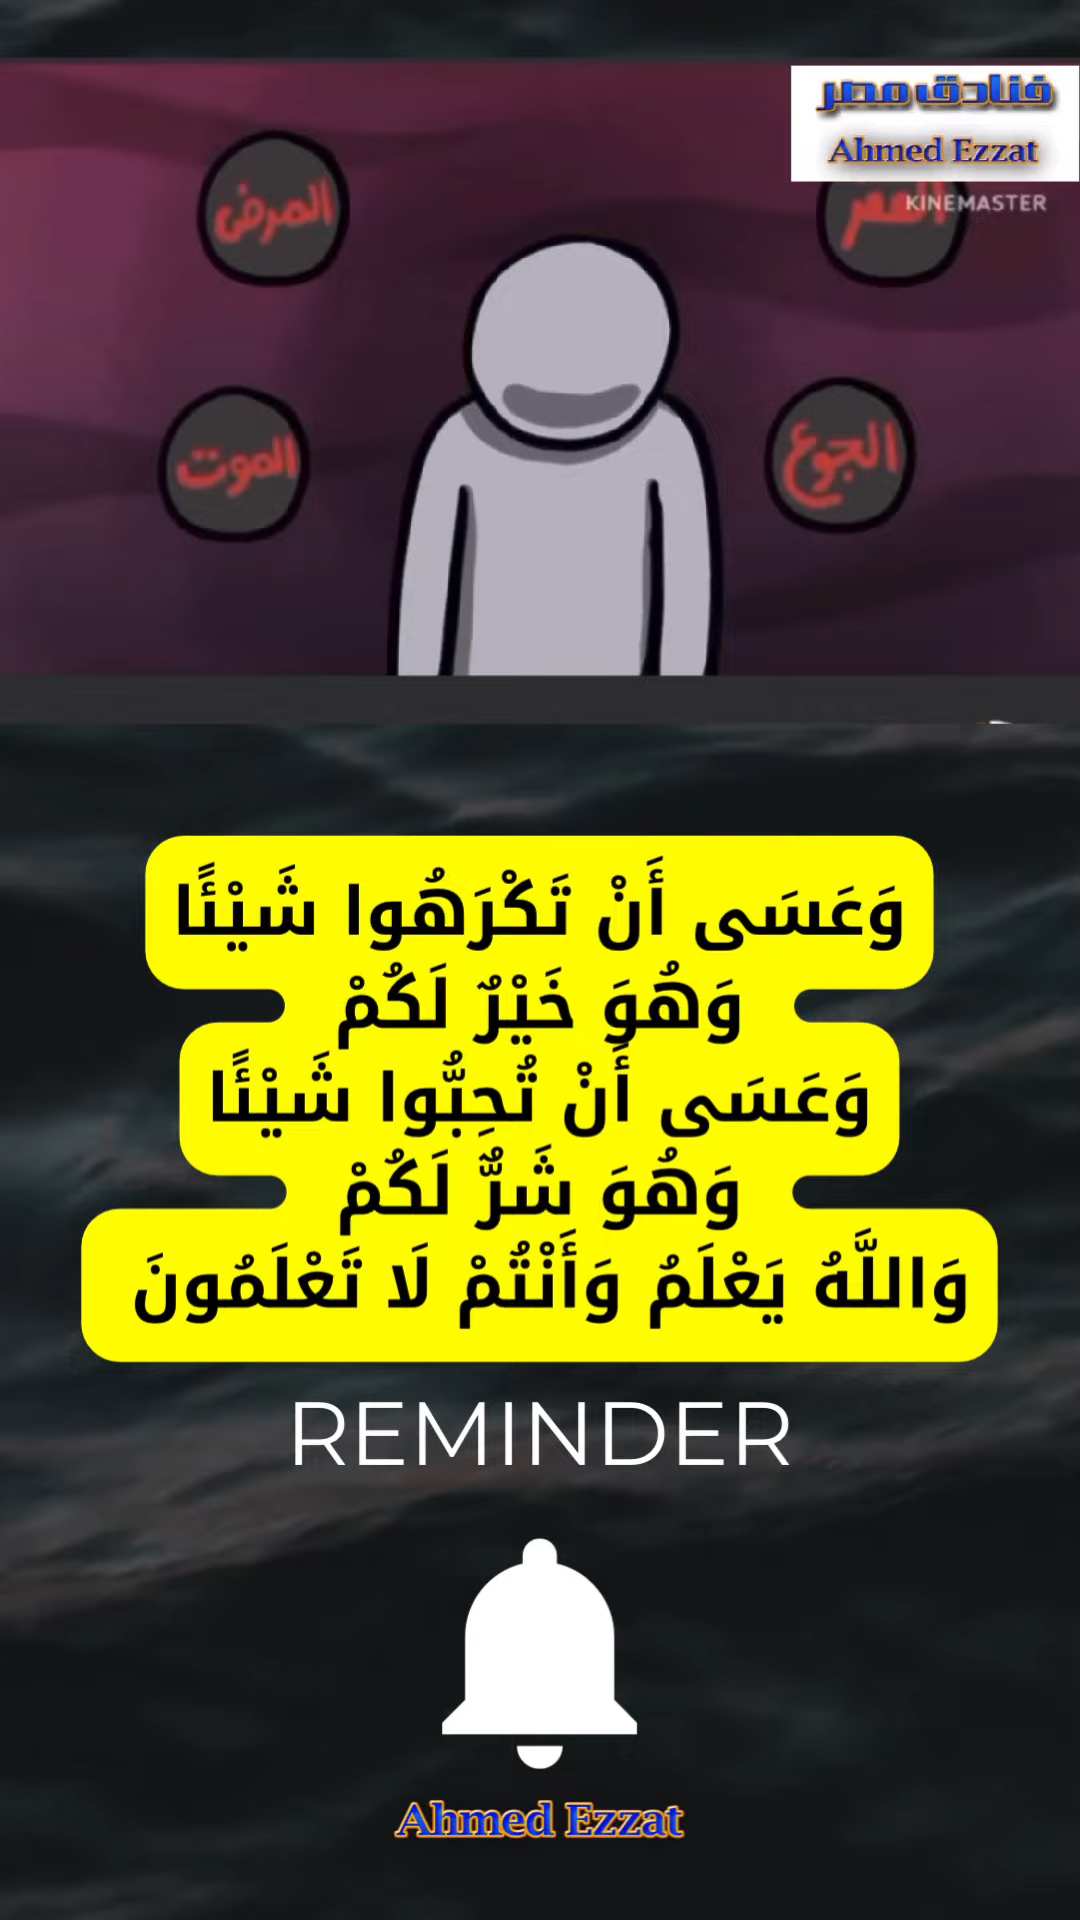 فنادق مصر
Ahmed Ezzat
KINEMASTER
المرض
الموت
الجوع
وَعَسَى أَنْ تَكْرَهُوا شَيْئًا
وَهُوَ خَيْرٌ لَكُمْ
وَعَسَى أَنْ تُحِبُّوا شَيْئًا
وَهُوَ شَرٌّ لَكُمْ
وَاللَّهُ يَعْلَمُ وَأَنْتُمْ لَا تَعْلَمُونَ
REMINDER
Ahmed Ezzat